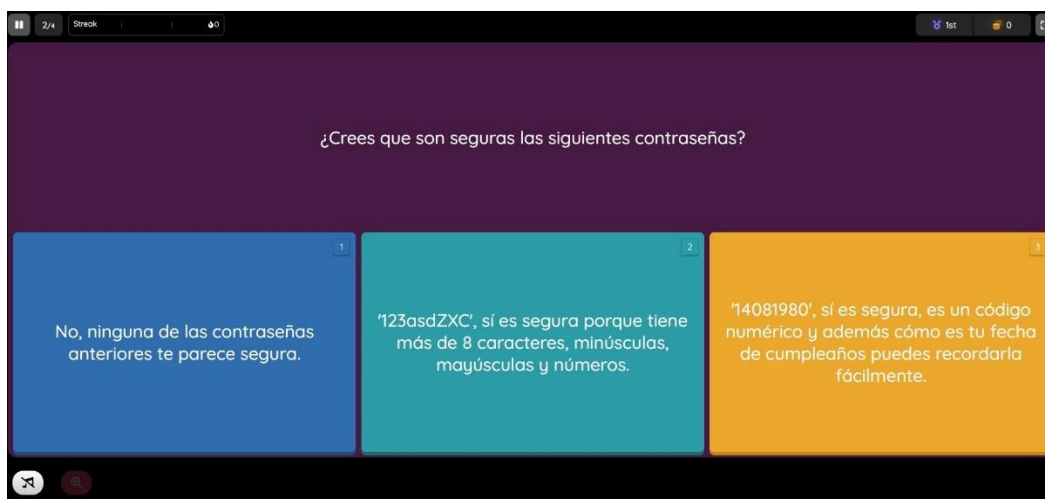 2/4
Streak
0
1st
0
¿Crees que son seguras las siguientes contraseñas?
1
No, ninguna de las contraseñas
anteriores te parece segura.
2
'123asdZXC', sí es segura porque tiene
más de 8 caracteres, minúsculas,
mayúsculas y números.
3
'14081980', sí es segura, es un código
numérico y además cómo es tu fecha
de cumpleaños puedes recordarla
fácilmente.